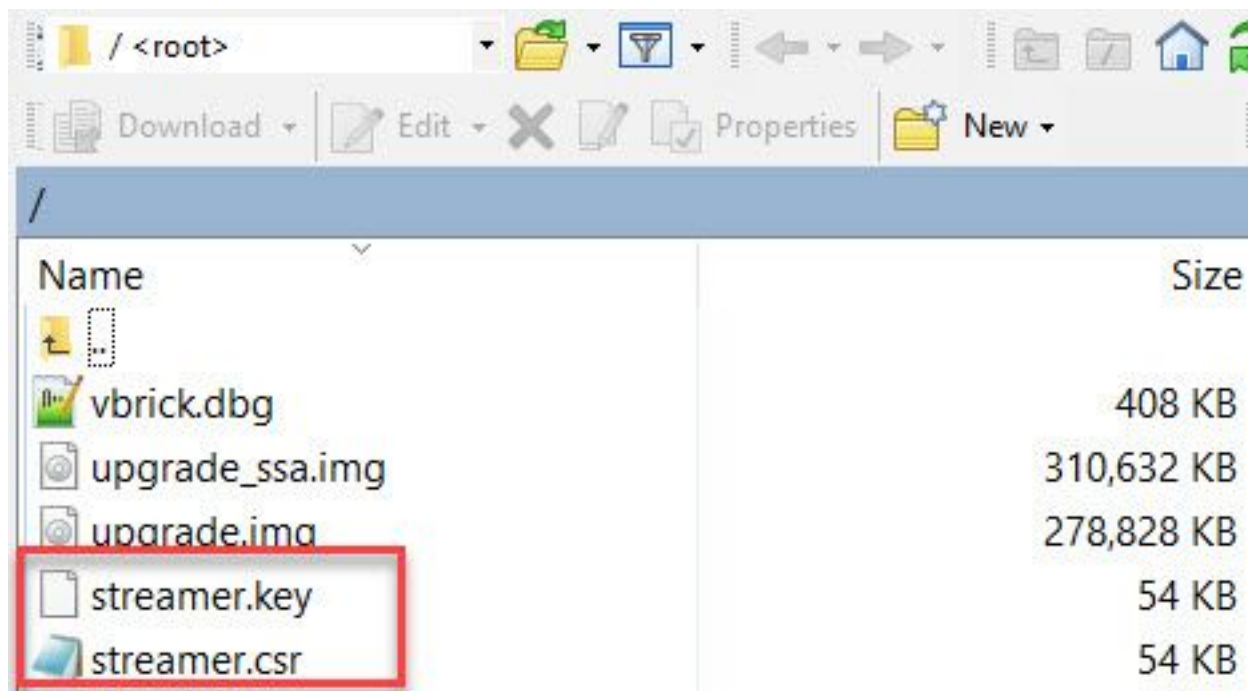 / <root>
Download Edit Properties New
/
Name Size
..
vbrick.dbg 408 KB
upgrade_ssa.img 310,632 KB
upgrade.img 278,828 KB
streamer.key 54 KB
streamer.csr 54 KB